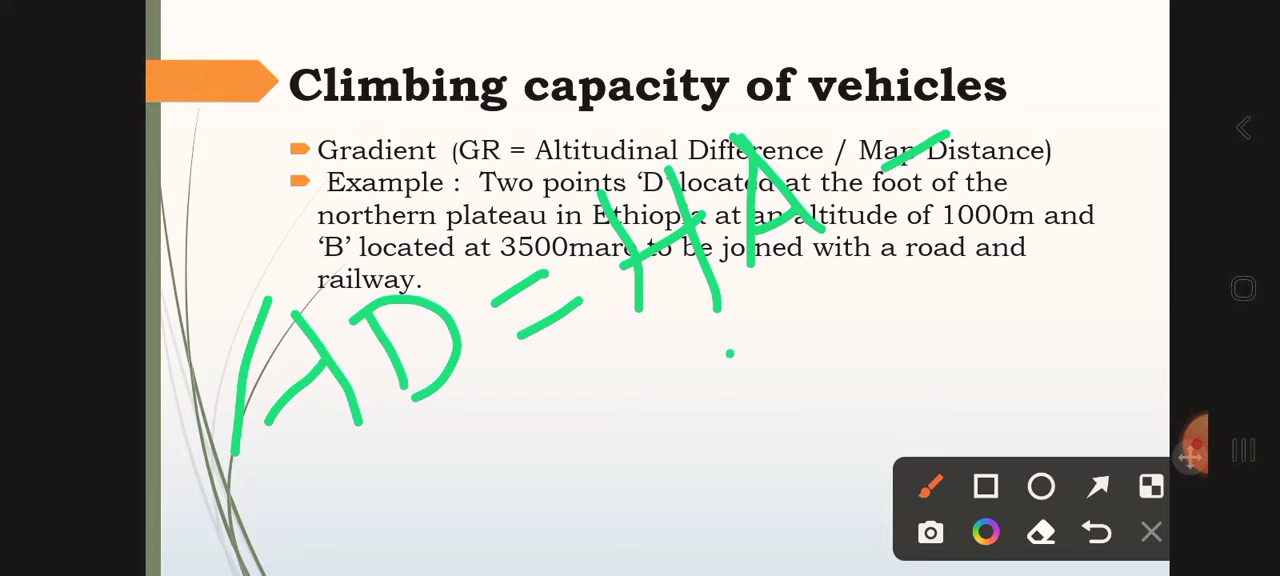 Climbing capacity of vehicles
Gradient (GR = Altitudinal Difference / Map Distance)
Example : Two points ‘D’ located at the foot of the
northern plateau in Ethiopia at an altitude of 1000m and
‘B’ located at 3500mare to be joined with a road and
railway.
HD = HA -